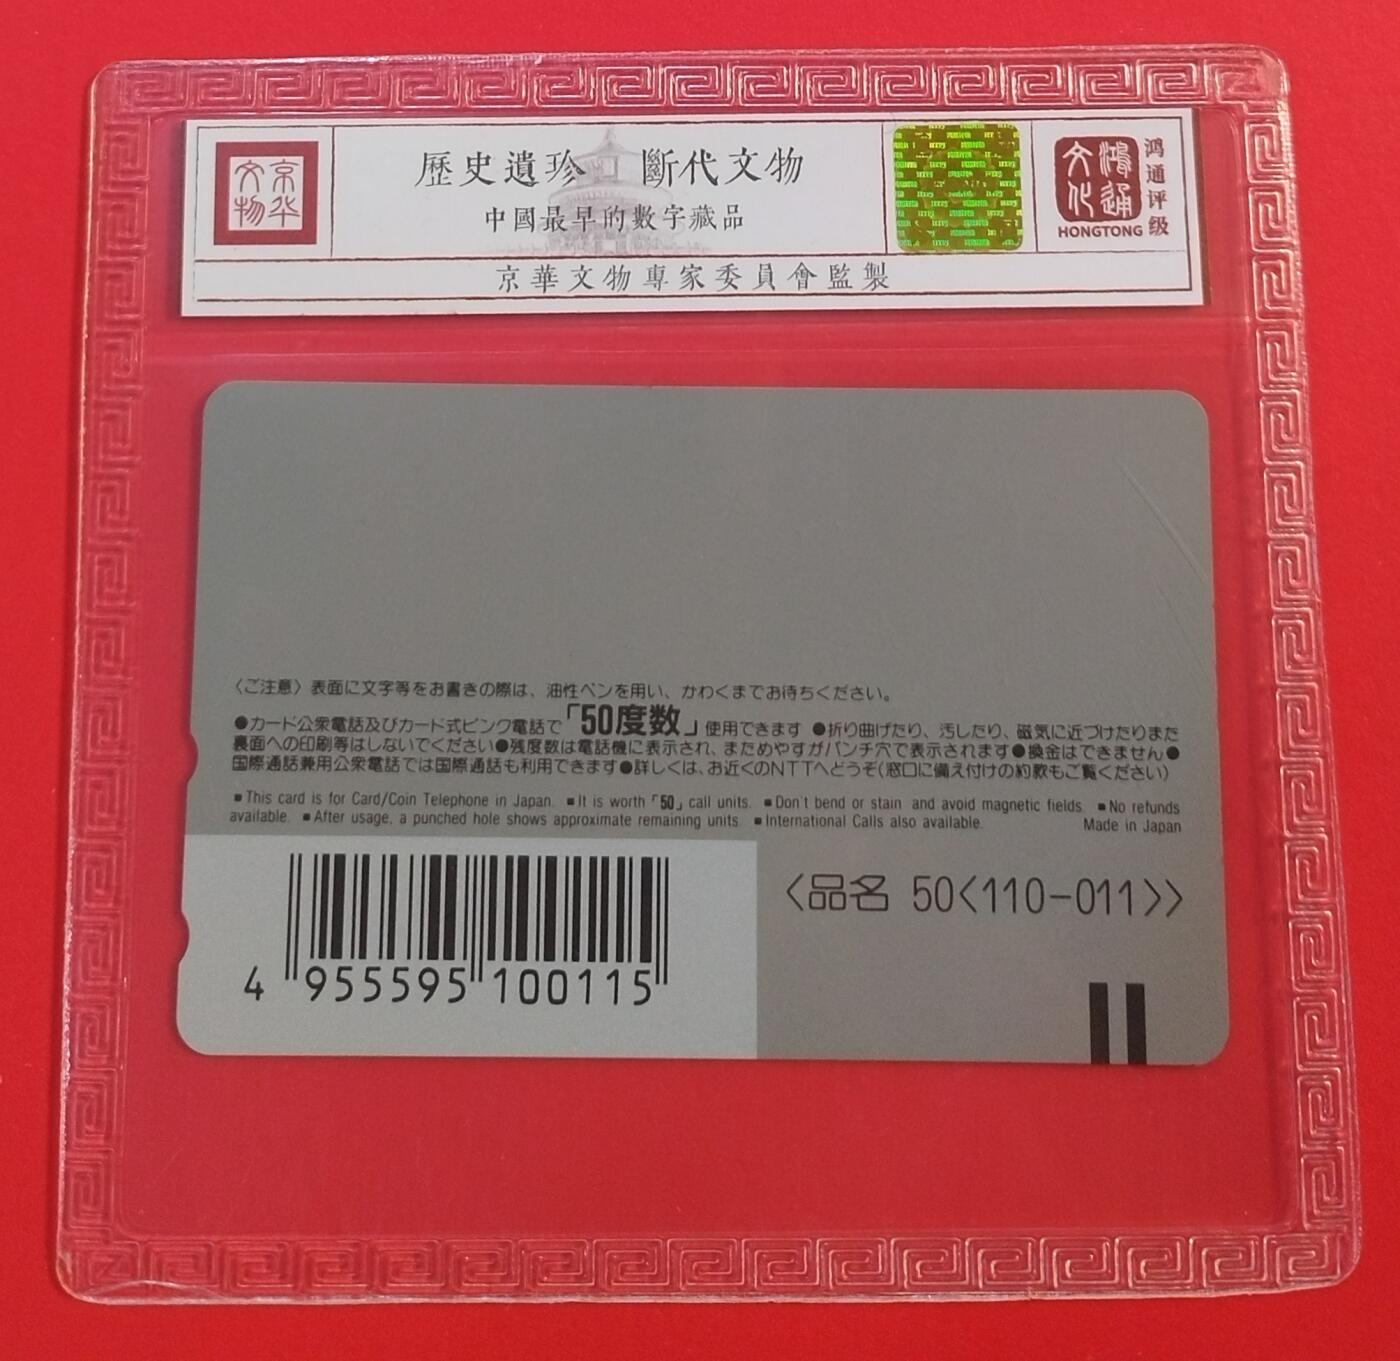 京华
文物
歷史遺珍 斷代文物
中國最早的數字藏品
鴻通
文化
HONGTONG
鸿通评级
京華文物專家委員會監製
〈ご注意〉表面に文字等をお書きの際は、油性ペンを用い、かわくまでお待ちください。
●カード公衆電話及びカード式ピンク電話で「50度数」使用できます ●折り曲げたり、汚したり、磁気に近づけたりまた
裏面への印刷等はしないでください●残度数は電話機に表示され、まためやすがパンチ穴で表示されます●換金はできません●
国際通話兼用公衆電話では国際通話も利用できます●詳しくは、お近くのNTTへどうぞ(窓口に備え付けの約款もご覧ください)
■This card is for Card/Coin Telephone in Japan. ■It is worth「50」call units. ■Don't bend or stain and avoid magnetic fields. ■No refunds
available. ■After usage, a punched hole shows approximate remaining units. ■International Calls also available. Made in Japan
〈品名 50〈110-011〉〉
4 955595 100115